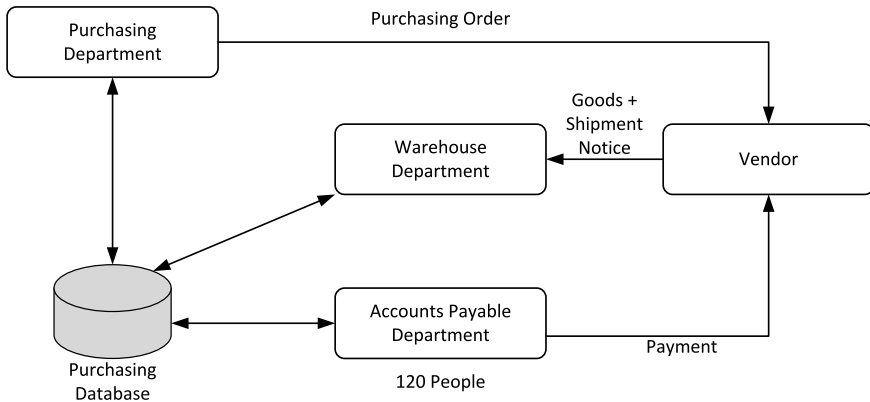 Purchasing Order
Purchasing
Department
Goods +
Shipment
Notice
Warehouse
Department
Vendor
Accounts Payable
Department
Payment
Purchasing
Database
120 People